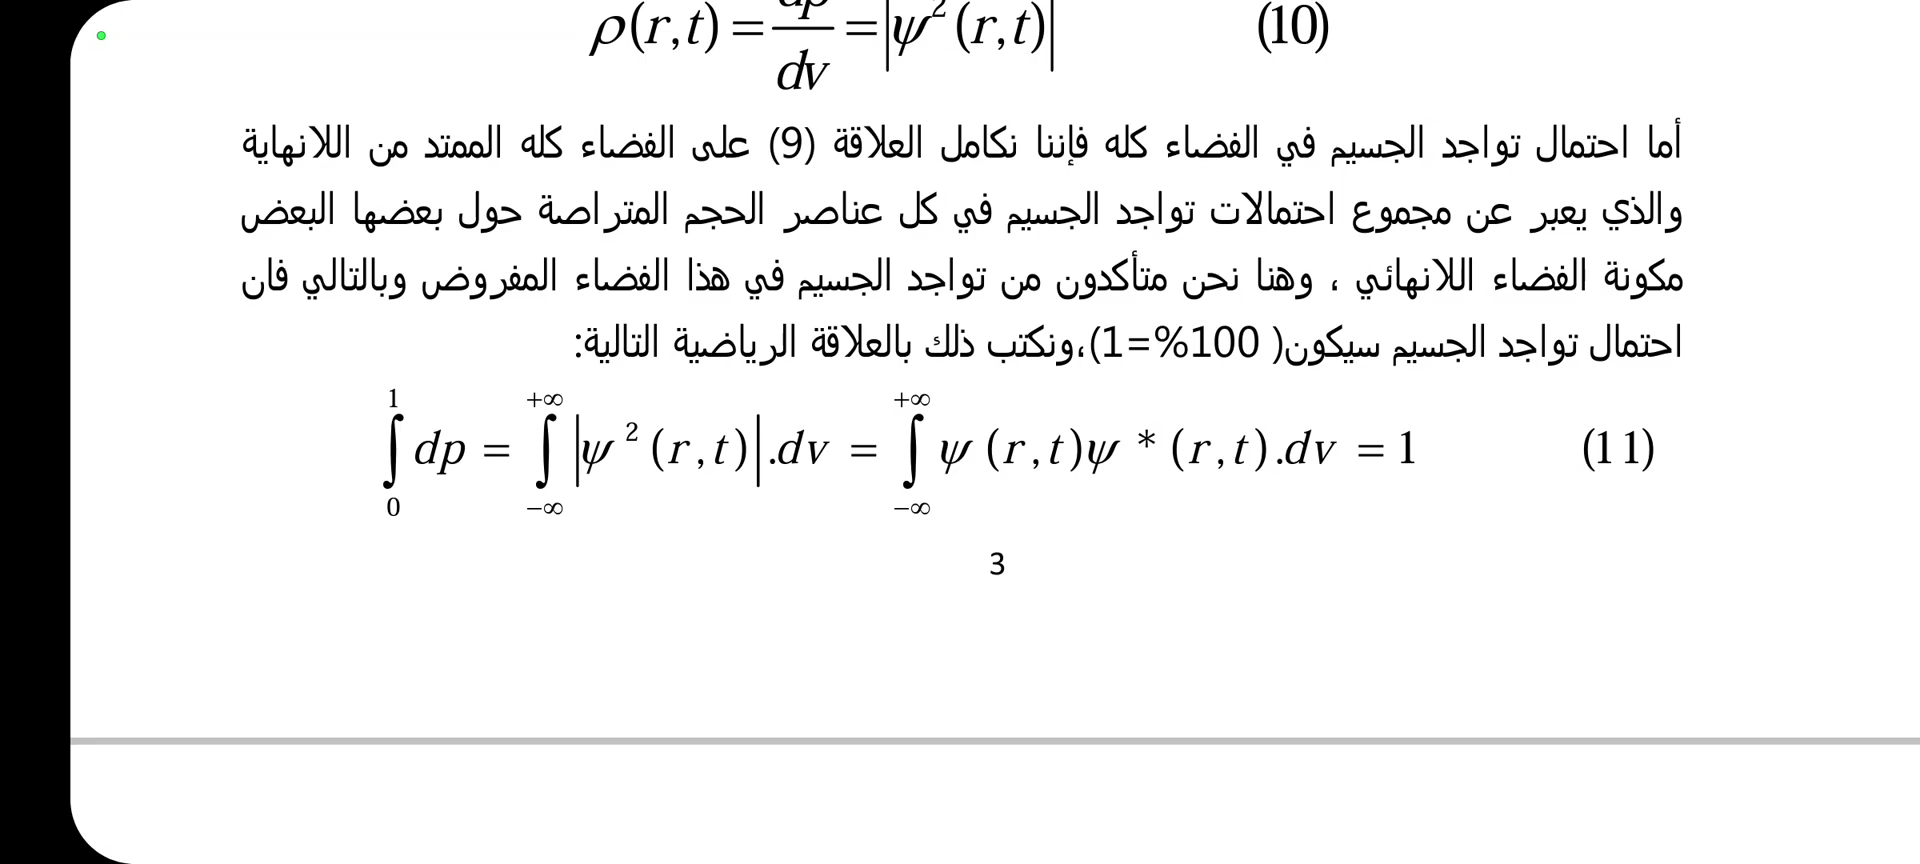 ρ(r,t) = dp/dv = |ψ²(r,t)| (10)
أما احتمال تواجد الجسيم في الفضاء كله فإننا نكامل العلاقة (9) على الفضاء كله الممتد من اللانهاية
والذي يعبر عن مجموع احتمالات تواجد الجسيم في كل عناصر الحجم المتراصة حول بعضها البعض
مكونة الفضاء اللانهائي ، وهنا نحن متأكدون من تواجد الجسيم في هذا الفضاء المفروض وبالتالي فان
احتمال تواجد الجسيم سيكون( 100%=1)،ونكتب ذلك بالعلاقة الرياضية التالية:
∫₀¹ dp = ∫₋∞⁺∞ |ψ²(r,t)|.dv = ∫₋∞⁺∞ ψ(r,t)ψ*(r,t).dv = 1 (11)
3